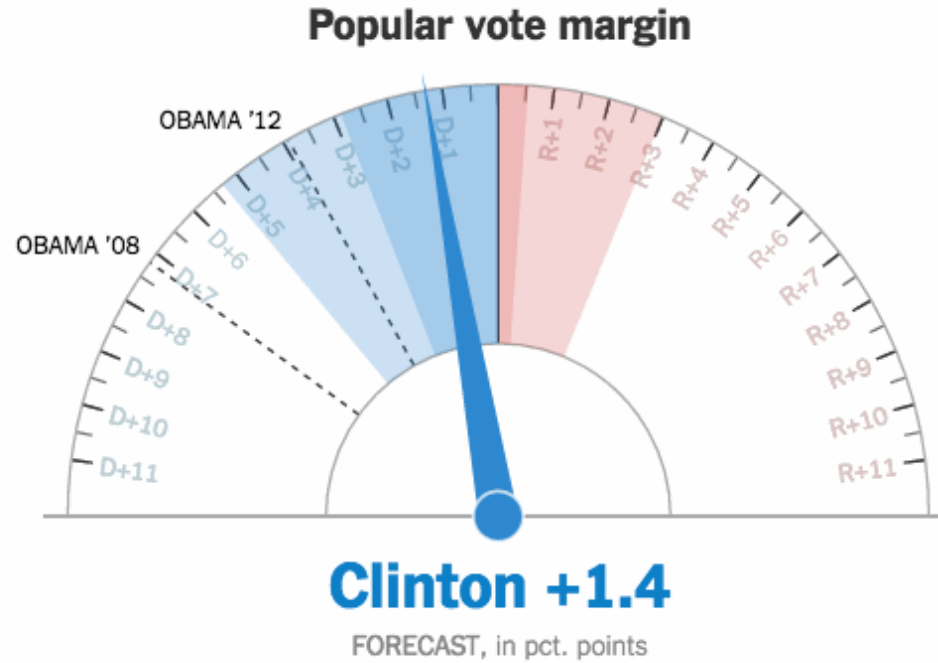 Popular vote margin
OBAMA '12
OBAMA '08
D+11
D+10
D+9
D+8
D+7
D+6
D+5
D+4
D+3
D+2
D+1
R+1
R+2
R+3
R+4
R+5
R+6
R+7
R+8
R+9
R+10
R+11
Clinton +1.4
FORECAST, in pct. points